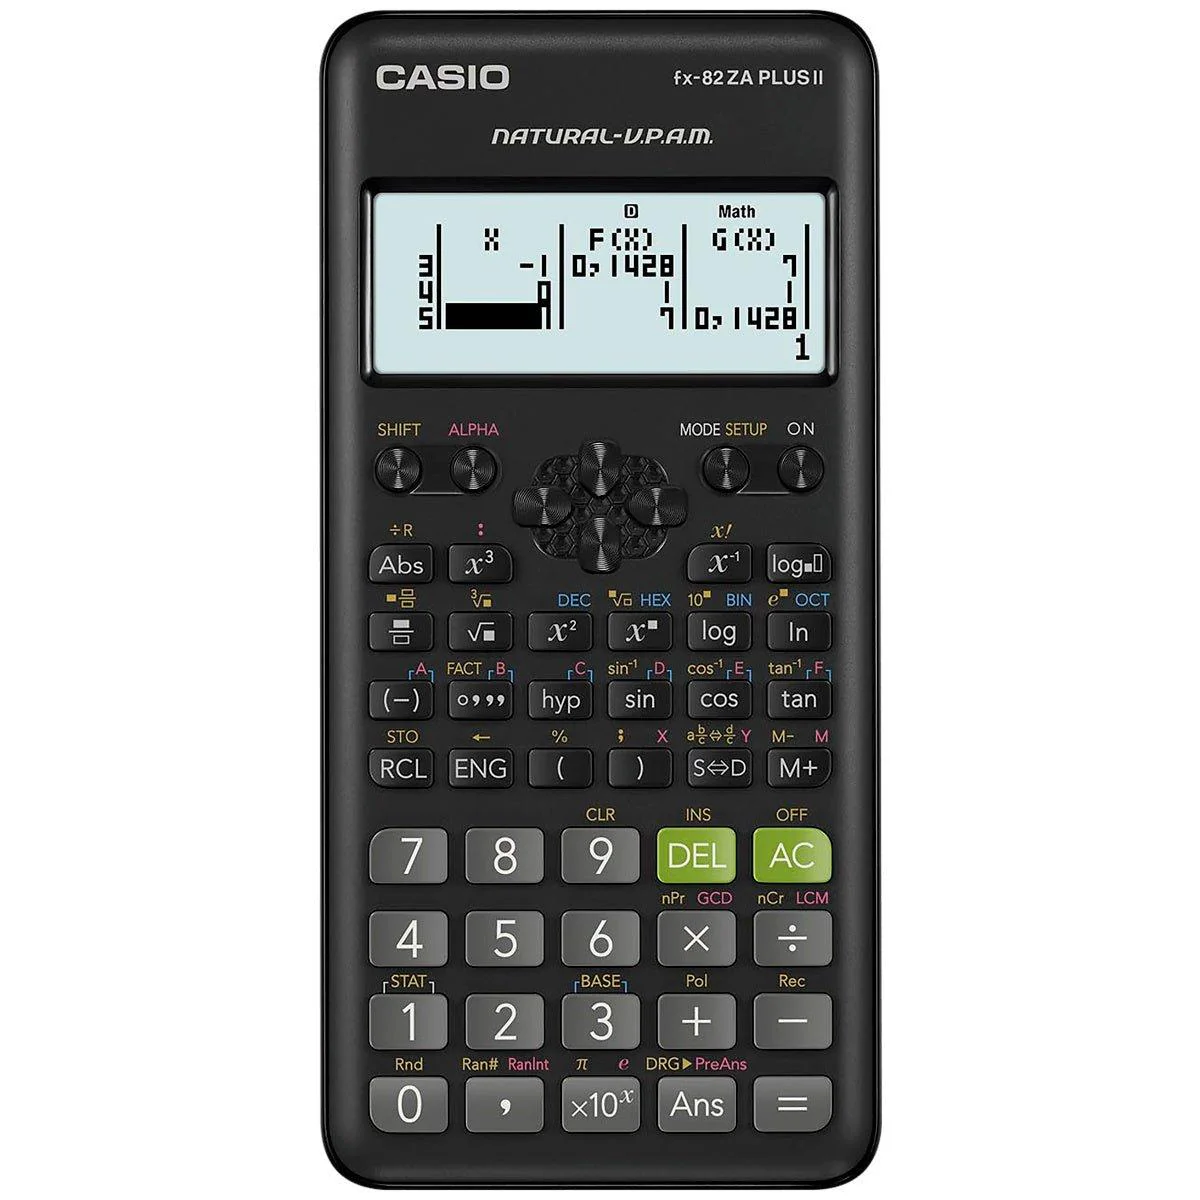 CASIO fx-82ZA PLUS II
NATURAL-V.P.A.M.
D Math
X F(X) G(X)
3 -1 0,1428 7
4 0 1 1
5 1 7 0,1428
1
SHIFT ALPHA MODE SETUP ON
÷R : x!
Abs x³ x⁻¹ log▪▯
■▤ ³√■ DEC ■√□ HEX 10■ BIN e■ OCT
√■ x² x■ log ln
A FACT B C sin⁻¹ D cos⁻¹ E tan⁻¹ F
(−) ° , , , hyp sin cos tan
STO ← % ; X a b/c⇔d/c Y M− M
RCL ENG ( ) S⇔D M+
CLR INS OFF
7 8 9 DEL AC
nPr GCD nCr LCM
4 5 6 × ÷
STAT BASE Pol Rec
1 2 3 + −
Rnd Ran# RanInt π e DRG▶ PreAns
0 , ×10ˣ Ans =